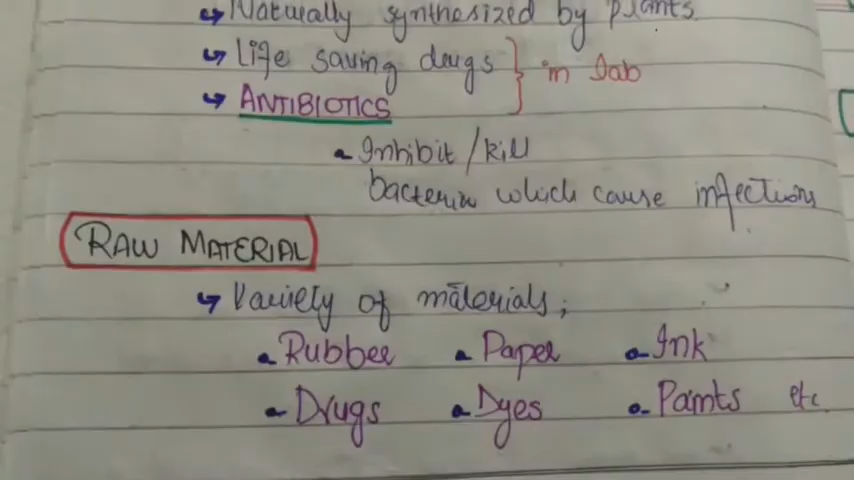 Naturally synthesized by plants.
Life saving drugs
ANTIBIOTICS
in lab
Inhibit / kill
bacteria which cause infections
RAW MATERIAL
Variety of materials;
Rubber Paper Ink
Drugs Dyes Paints etc